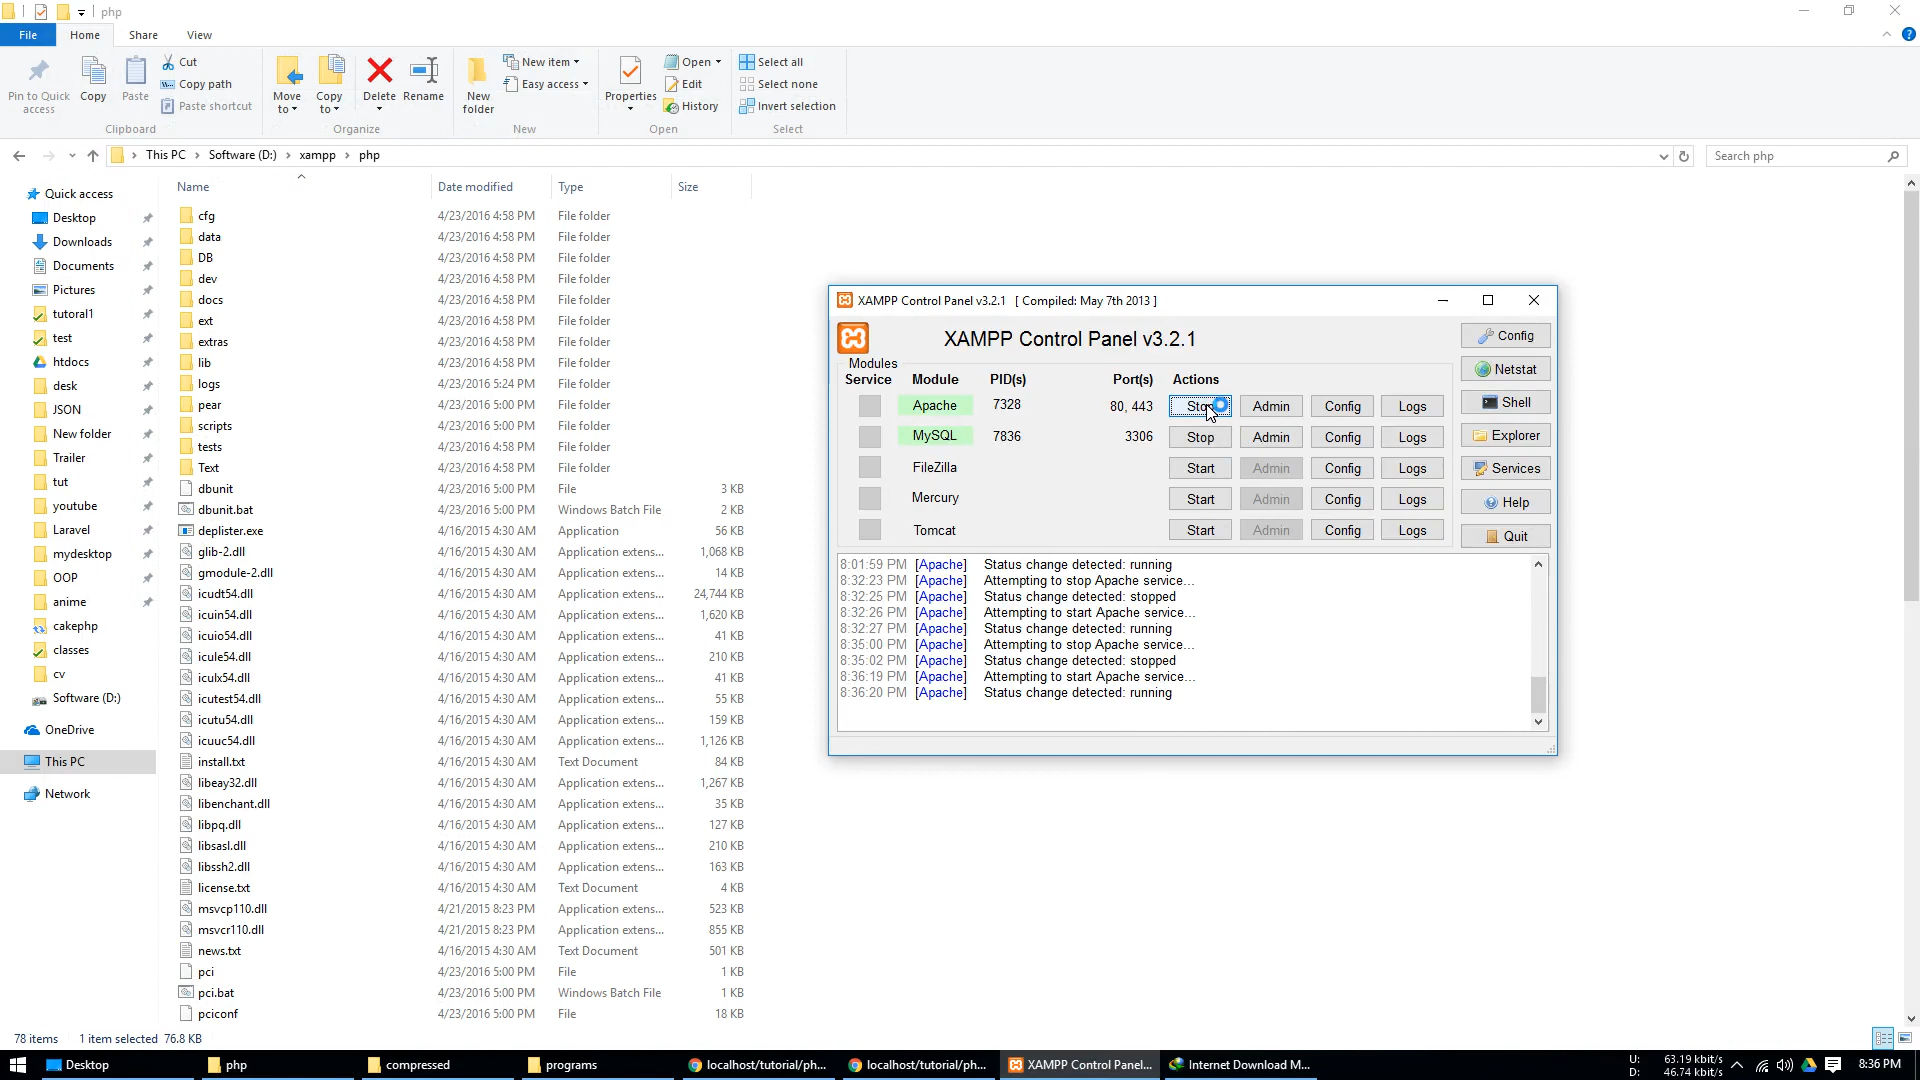 php
File Home Share View
Pin to Quick access
Copy
Paste
Cut
Copy path
Paste shortcut
Clipboard
Move to
Copy to
Delete
Rename
Organize
New folder
New item
Easy access
New
Properties
Open
Edit
History
Open
Select all
Select none
Invert selection
Select
This PC Software (D:) xampp php
Search php
Quick access
Desktop
Downloads
Documents
Pictures
tutoral1
test
htdocs
desk
JSON
New folder
Trailer
tut
youtube
Laravel
mydesktop
OOP
anime
cakephp
classes
cv
Software (D:)
OneDrive
This PC
Network
Name Date modified Type Size
cfg 4/23/2016 4:58 PM File folder
data 4/23/2016 4:58 PM File folder
DB 4/23/2016 4:58 PM File folder
dev 4/23/2016 4:58 PM File folder
docs 4/23/2016 4:58 PM File folder
ext 4/23/2016 4:58 PM File folder
extras 4/23/2016 4:58 PM File folder
lib 4/23/2016 4:58 PM File folder
logs 4/23/2016 5:24 PM File folder
pear 4/23/2016 4:58 PM File folder
scripts 4/23/2016 4:58 PM File folder
tests 4/23/2016 4:58 PM File folder
Text 4/23/2016 4:58 PM File folder
dbunit 4/23/2016 5:00 PM File 3 KB
dbunit.bat 4/23/2016 5:00 PM Windows Batch File 2 KB
deplister.exe 4/16/2015 4:30 AM Application 56 KB
glib-2.dll 4/16/2015 4:30 AM Application extens... 1,068 KB
gmodule-2.dll 4/16/2015 4:30 AM Application extens... 14 KB
icudt54.dll 4/16/2015 4:30 AM Application extens... 24,744 KB
icuin54.dll 4/16/2015 4:30 AM Application extens... 1,620 KB
icuio54.dll 4/16/2015 4:30 AM Application extens... 41 KB
icule54.dll 4/16/2015 4:30 AM Application extens... 210 KB
iculx54.dll 4/16/2015 4:30 AM Application extens... 41 KB
icutest54.dll 4/16/2015 4:30 AM Application extens... 55 KB
icutu54.dll 4/16/2015 4:30 AM Application extens... 159 KB
icuuc54.dll 4/16/2015 4:30 AM Application extens... 1,126 KB
install.txt 4/16/2015 4:30 AM Text Document 84 KB
libeay32.dll 4/16/2015 4:30 AM Application extens... 1,267 KB
libenchant.dll 4/16/2015 4:30 AM Application extens... 35 KB
libpq.dll 4/16/2015 4:30 AM Application extens... 127 KB
libsasl.dll 4/16/2015 4:30 AM Application extens... 210 KB
libssh2.dll 4/16/2015 4:30 AM Application extens... 163 KB
license.txt 4/16/2015 4:30 AM Text Document 4 KB
msvcp110.dll 4/21/2015 8:23 PM Application extens... 523 KB
msvcr110.dll 4/21/2015 8:23 PM Application extens... 855 KB
news.txt 4/16/2015 4:30 AM Text Document 501 KB
pci 4/23/2016 5:00 PM File 1 KB
pci.bat 4/23/2016 5:00 PM Windows Batch File 1 KB
pciconf 4/23/2016 5:00 PM File 18 KB
78 items 1 item selected 76.8 KB
XAMPP Control Panel v3.2.1 [ Compiled: May 7th 2013 ]
XAMPP Control Panel v3.2.1
Modules
Service Module PID(s) Port(s) Actions
Apache 7328 80, 443 Stop Admin Config Logs
MySQL 7836 3306 Stop Admin Config Logs
FileZilla Start Admin Config Logs
Mercury Start Admin Config Logs
Tomcat Start Admin Config Logs
Config
Netstat
Shell
Explorer
Services
Help
Quit
8:01:59 PM [Apache] Status change detected: running
8:32:23 PM [Apache] Attempting to stop Apache service...
8:32:25 PM [Apache] Status change detected: stopped
8:32:26 PM [Apache] Attempting to start Apache service...
8:32:27 PM [Apache] Status change detected: running
8:35:00 PM [Apache] Attempting to stop Apache service...
8:35:02 PM [Apache] Status change detected: stopped
8:36:19 PM [Apache] Attempting to start Apache service...
8:36:20 PM [Apache] Status change detected: running
Desktop php compressed programs localhost/tutorial/ph... localhost/tutorial/ph... XAMPP Control Panel... Internet Download M...
U: 63.19 kbit/s
D: 46.74 kbit/s
8:36 PM